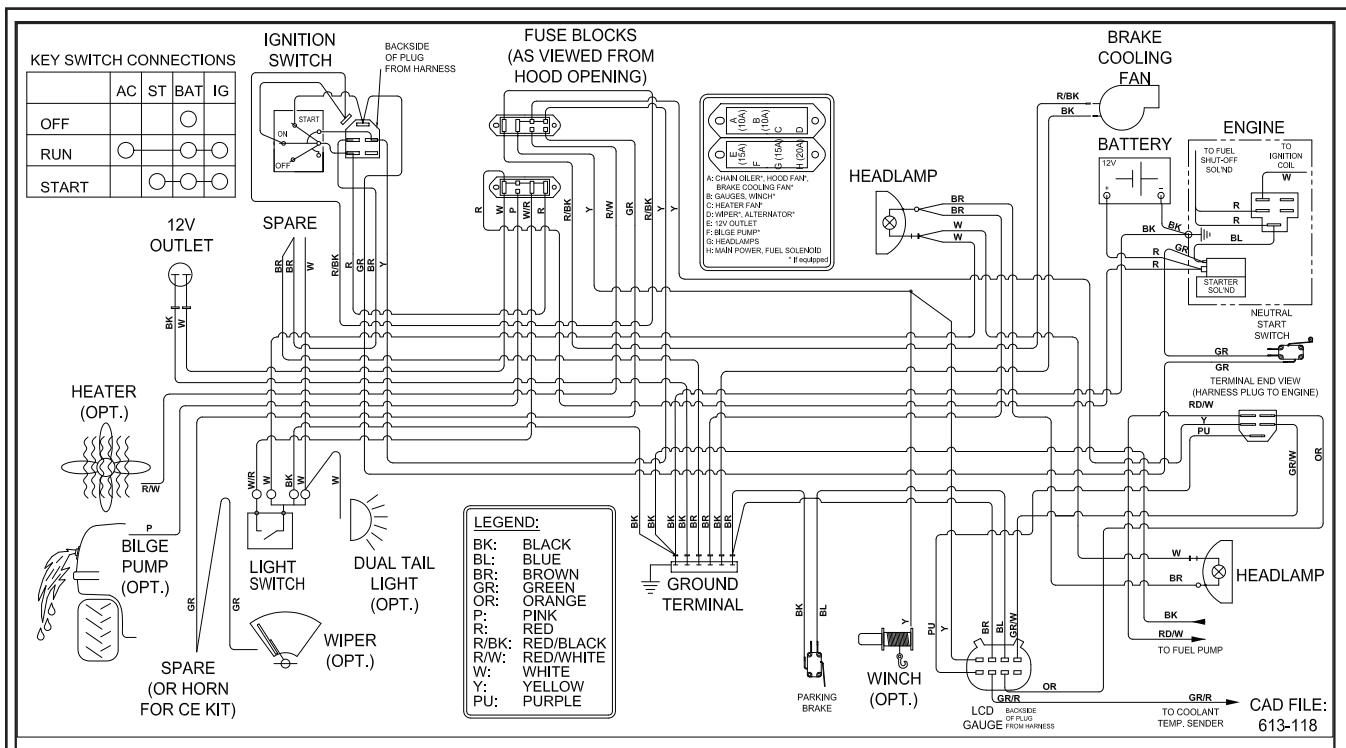 KEY SWITCH CONNECTIONS
AC ST BAT IG
OFF
RUN
START
IGNITION
SWITCH
BACKSIDE
OF PLUG
FROM HARNESS
START
ON
OFF
FUSE BLOCKS
(AS VIEWED FROM
HOOD OPENING)
A (10A)
B (10A)
C
D
E (15A)
F
G (15A)
H (20A)
A: CHAIN OILER*, HOOD FAN*,
BRAKE COOLING FAN*
B: GAUGES, WINCH*
C: HEATER FAN*
D: WIPER*, ALTERNATOR*
E: 12V OUTLET
F: BILGE PUMP*
G: HEADLAMPS
H: MAIN POWER, FUEL SOLENOID
* if equipped
BRAKE
COOLING
FAN
R/BK
BK
BATTERY
12V
+
-
ENGINE
TO FUEL
SHUT-OFF
SOL'ND
TO
IGNITION
COIL
W
R
R
BL
BK
BK
GR
R
R
STARTER
SOL'ND
NEUTRAL
START
SWITCH
GR
GR
TERMINAL END VIEW
(HARNESS PLUG TO ENGINE)
RD/W
Y
PU
GR/W
OR
HEADLAMP
BR
BR
W
W
12V
OUTLET
BK
W
SPARE
BR
BR
W
R/BK
R
GR
BR
Y
R
W
P
W/R
R
R/BK
Y
R/W
GR
R/BK
Y
Y
HEATER
(OPT.)
R/W
P
BILGE
PUMP
(OPT.)
W/R
W
BK
W
LIGHT
SWITCH
DUAL TAIL
LIGHT
(OPT.)
GR
GR
SPARE
(OR HORN
FOR CE KIT)
WIPER
(OPT.)
LEGEND:
BK: BLACK
BL: BLUE
BR: BROWN
GR: GREEN
OR: ORANGE
P: PINK
R: RED
R/BK: RED/BLACK
R/W: RED/WHITE
W: WHITE
Y: YELLOW
PU: PURPLE
BK
BK
BK
BK
BR
BR
BK
BR
GROUND
TERMINAL
BK
BL
PARKING
BRAKE
Y
WINCH
(OPT.)
PU
Y
BR
BL
GR/W
OR
GR/R
LCD
GAUGE
BACKSIDE
OF PLUG
FROM HARNESS
W
BR
HEADLAMP
BK
RD/W
TO FUEL PUMP
GR/R
TO COOLANT
TEMP. SENDER
CAD FILE:
613-118